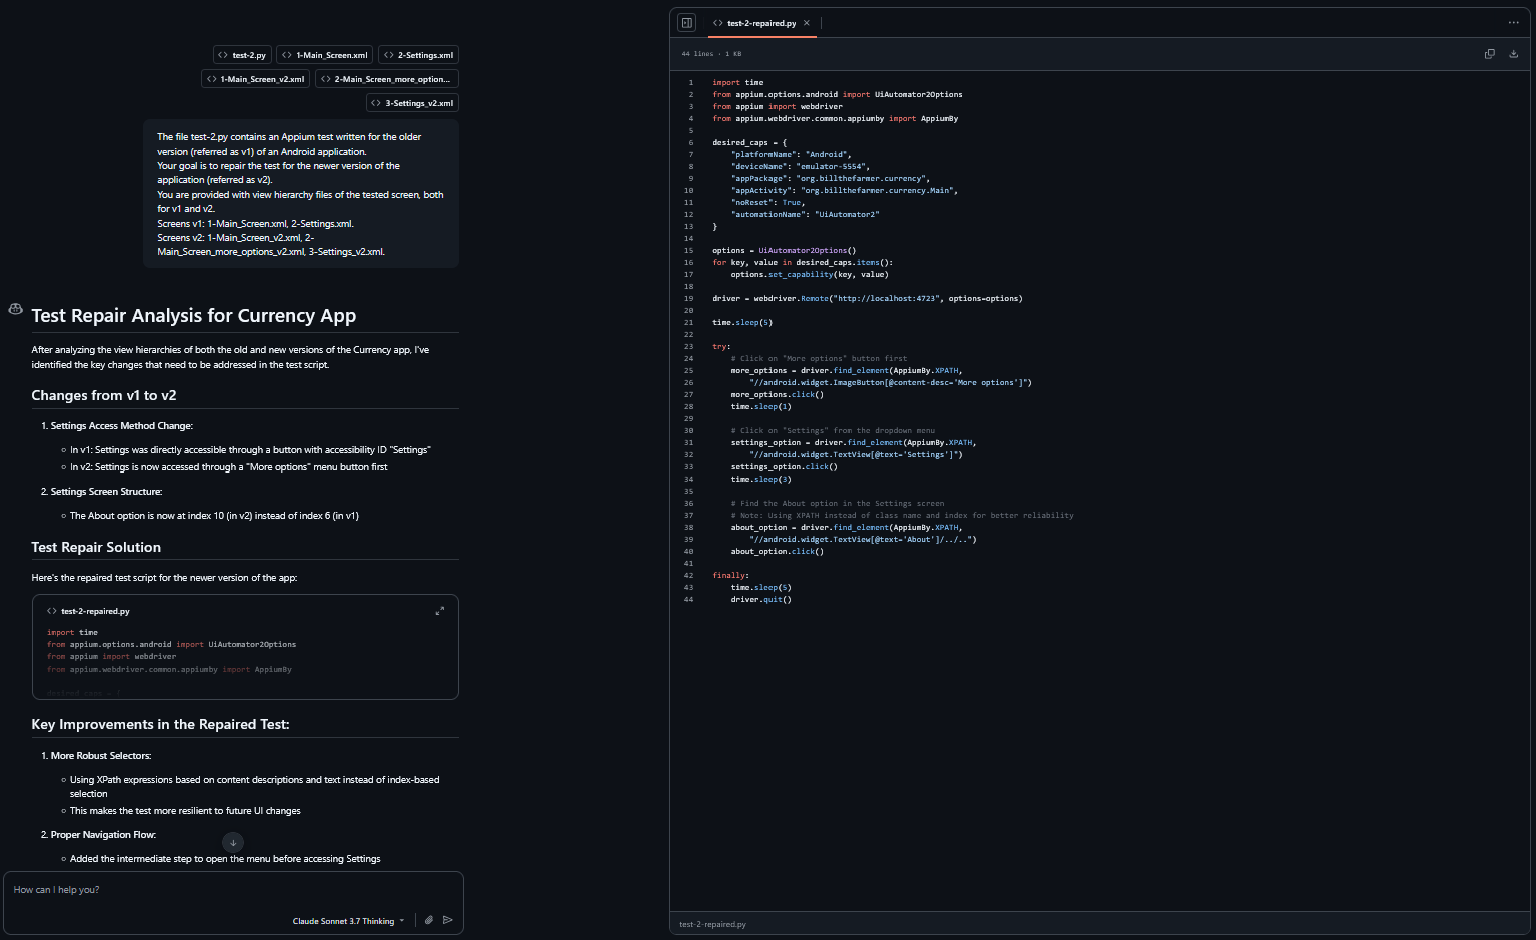 test-2.py
1-Main_Screen.xml
2-Settings.xml
1-Main_Screen_v2.xml
2-Main_Screen_more_option...
3-Settings_v2.xml
The file test-2.py contains an Appium test written for the older
version (referred as v1) of an Android application.
Your goal is to repair the test for the newer version of the
application (referred as v2).
You are provided with view hierarchy files of the tested screen, both
for v1 and v2.
Screens v1: 1-Main_Screen.xml, 2-Settings.xml.
Screens v2: 1-Main_Screen_v2.xml, 2-
Main_Screen_more_options_v2.xml, 3-Settings_v2.xml.
Test Repair Analysis for Currency App
After analyzing the view hierarchies of both the old and new versions of the Currency app, I've
identified the key changes that need to be addressed in the test script.
Changes from v1 to v2
1. Settings Access Method Change:
In v1: Settings was directly accessible through a button with accessibility ID "Settings"
In v2: Settings is now accessed through a "More options" menu button first
2. Settings Screen Structure:
The About option is now at index 10 (in v2) instead of index 6 (in v1)
Test Repair Solution
Here's the repaired test script for the newer version of the app:
test-2-repaired.py
import time
from appium.options.android import UiAutomator2Options
from appium import webdriver
from appium.webdriver.common.appiumby import AppiumBy
desired_caps = {
Key Improvements in the Repaired Test:
1. More Robust Selectors:
Using XPath expressions based on content descriptions and text instead of index-based
selection
This makes the test more resilient to future UI changes
2. Proper Navigation Flow:
Added the intermediate step to open the menu before accessing Settings
How can I help you?
Claude Sonnet 3.7 Thinking
test-2-repaired.py
44 lines · 1 KB
1 import time
2 from appium.options.android import UiAutomator2Options
3 from appium import webdriver
4 from appium.webdriver.common.appiumby import AppiumBy
5
6 desired_caps = {
7 "platformName": "Android",
8 "deviceName": "emulator-5554",
9 "appPackage": "org.billthefarmer.currency",
10 "appActivity": "org.billthefarmer.currency.Main",
11 "noReset": True,
12 "automationName": "UiAutomator2"
13 }
14
15 options = UiAutomator2Options()
16 for key, value in desired_caps.items():
17 options.set_capability(key, value)
18
19 driver = webdriver.Remote("http://localhost:4723", options=options)
20
21 time.sleep(5)
22
23 try:
24 # Click on "More options" button first
25 more_options = driver.find_element(AppiumBy.XPATH,
26 "//android.widget.ImageButton[@content-desc='More options']")
27 more_options.click()
28 time.sleep(1)
29
30 # Click on "Settings" from the dropdown menu
31 settings_option = driver.find_element(AppiumBy.XPATH,
32 "//android.widget.TextView[@text='Settings']")
33 settings_option.click()
34 time.sleep(3)
35
36 # Find the About option in the Settings screen
37 # Note: Using XPATH instead of class name and index for better reliability
38 about_option = driver.find_element(AppiumBy.XPATH,
39 "//android.widget.TextView[@text='About']/../..")
40 about_option.click()
41
42 finally:
43 time.sleep(5)
44 driver.quit()
test-2-repaired.py